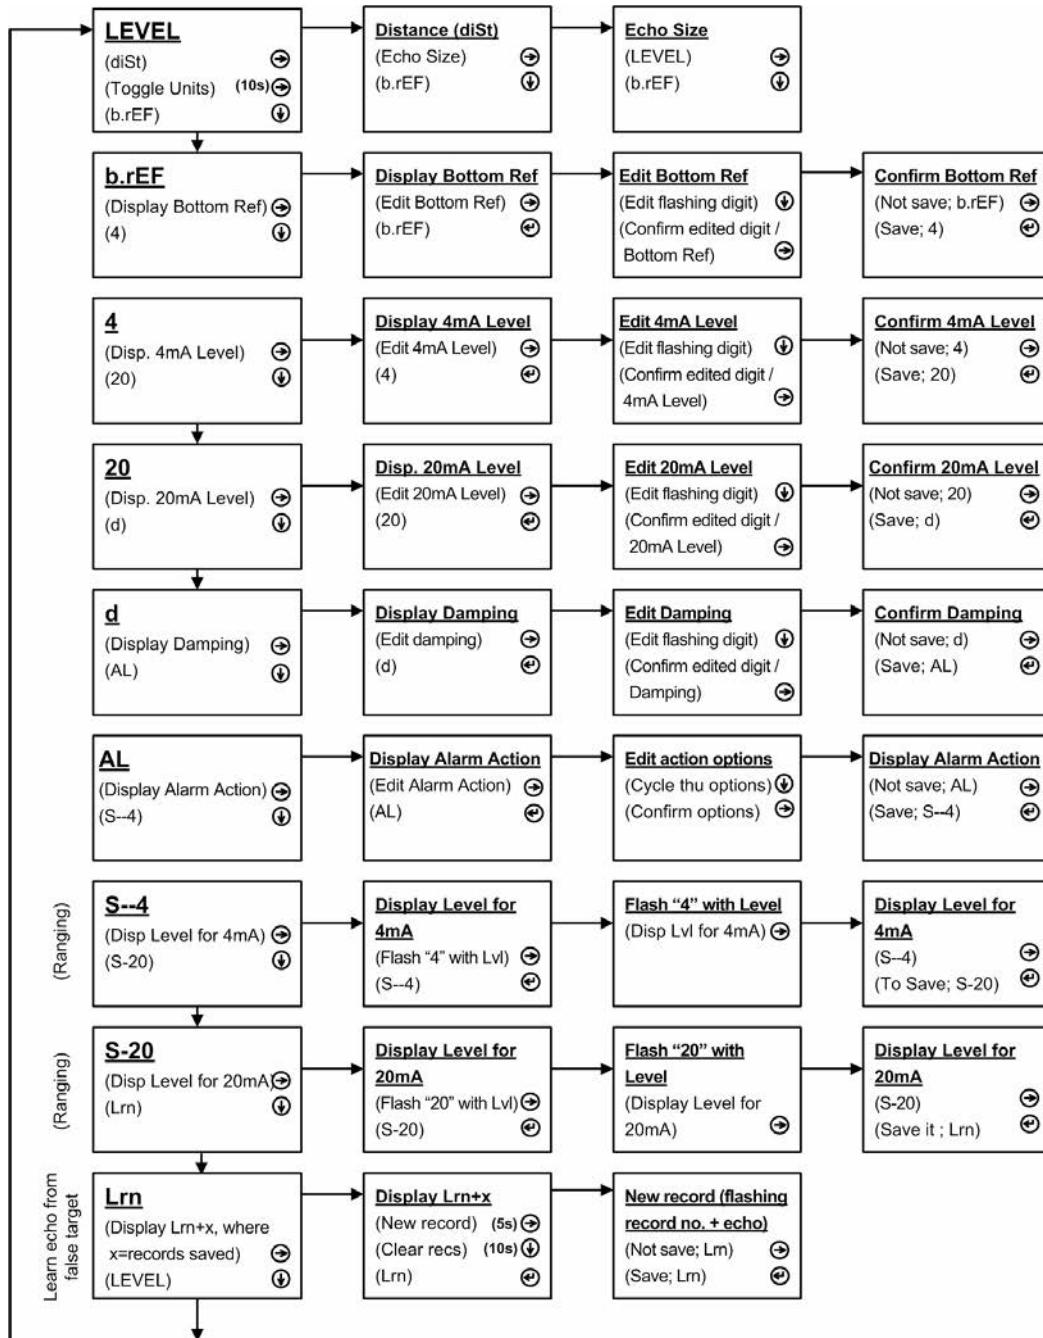 LEVEL
(diSt)
(Toggle Units) (10s)
(b.rEF)
Distance (diSt)
(Echo Size)
(b.rEF)
Echo Size
(LEVEL)
(b.rEF)
b.rEF
(Display Bottom Ref)
(4)
Display Bottom Ref
(Edit Bottom Ref)
(b.rEF)
Edit Bottom Ref
(Edit flashing digit)
(Confirm edited digit /
Bottom Ref)
Confirm Bottom Ref
(Not save; b.rEF)
(Save; 4)
4
(Disp. 4mA Level)
(20)
Display 4mA Level
(Edit 4mA Level)
(4)
Edit 4mA Level
(Edit flashing digit)
(Confirm edited digit /
4mA Level)
Confirm 4mA Level
(Not save; 4)
(Save; 20)
20
(Disp. 20mA Level)
(d)
Disp. 20mA Level
(Edit 20mA Level)
(20)
Edit 20mA Level
(Edit flashing digit)
(Confirm edited digit /
20mA Level)
Confirm 20mA Level
(Not save; 20)
(Save; d)
d
(Display Damping)
(AL)
Display Damping
(Edit damping)
(d)
Edit Damping
(Edit flashing digit)
(Confirm edited digit /
Damping)
Confirm Damping
(Not save; d)
(Save; AL)
AL
(Display Alarm Action)
(S--4)
Display Alarm Action
(Edit Alarm Action)
(AL)
Edit action options
(Cycle thu options)
(Confirm options)
Display Alarm Action
(Not save; AL)
(Save; S--4)
(Ranging)
S--4
(Disp Level for 4mA)
(S-20)
Display Level for
4mA
(Flash “4” with Lvl)
(S--4)
Flash “4” with Level
(Disp Lvl for 4mA)
Display Level for
4mA
(S--4)
(To Save; S-20)
(Ranging)
S-20
(Disp Level for 20mA)
(Lrn)
Display Level for
20mA
(Flash “20” with Lvl)
(S-20)
Flash “20” with
Level
(Display Level for
20mA)
Display Level for
20mA
(S-20)
(Save it ; Lrn)
Learn echo from
false target
Lrn
(Display Lrn+x, where
x=records saved)
(LEVEL)
Display Lrn+x
(New record) (5s)
(Clear recs) (10s)
(Lrn)
New record (flashing
record no. + echo)
(Not save; Lrn)
(Save; Lrn)